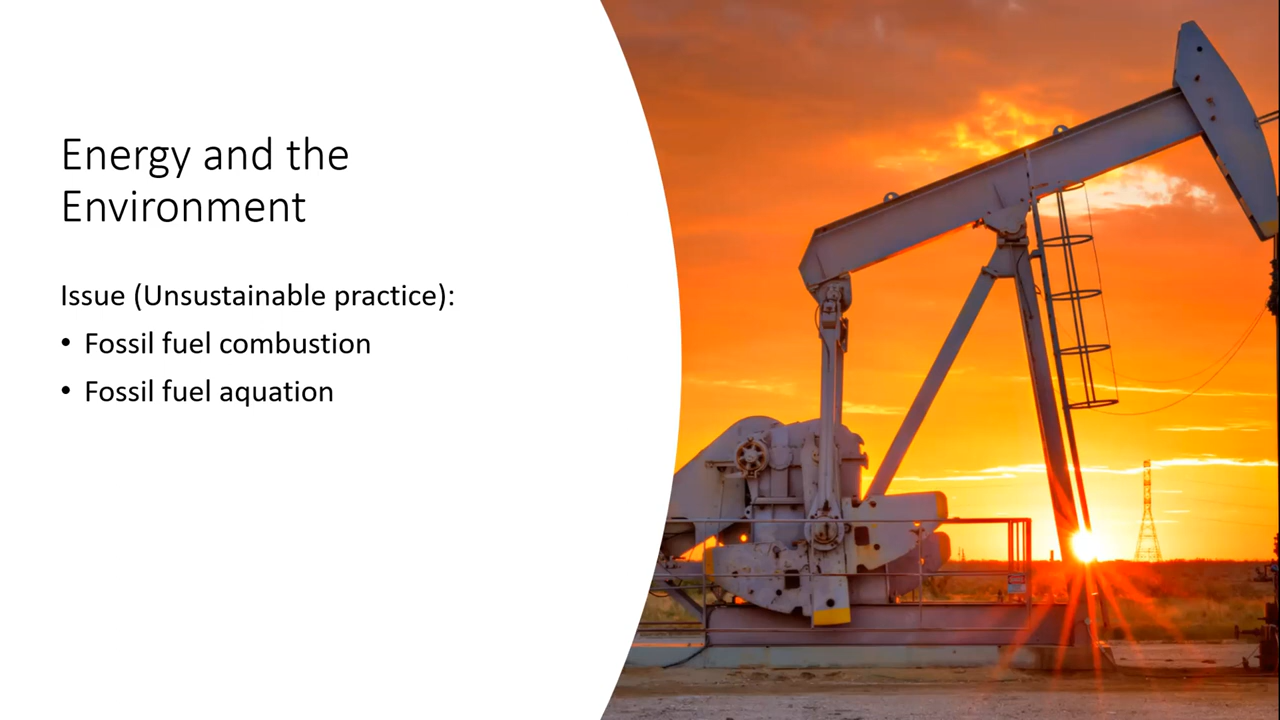 Energy and the
Environment
Issue (Unsustainable practice):
• Fossil fuel combustion
• Fossil fuel aquation